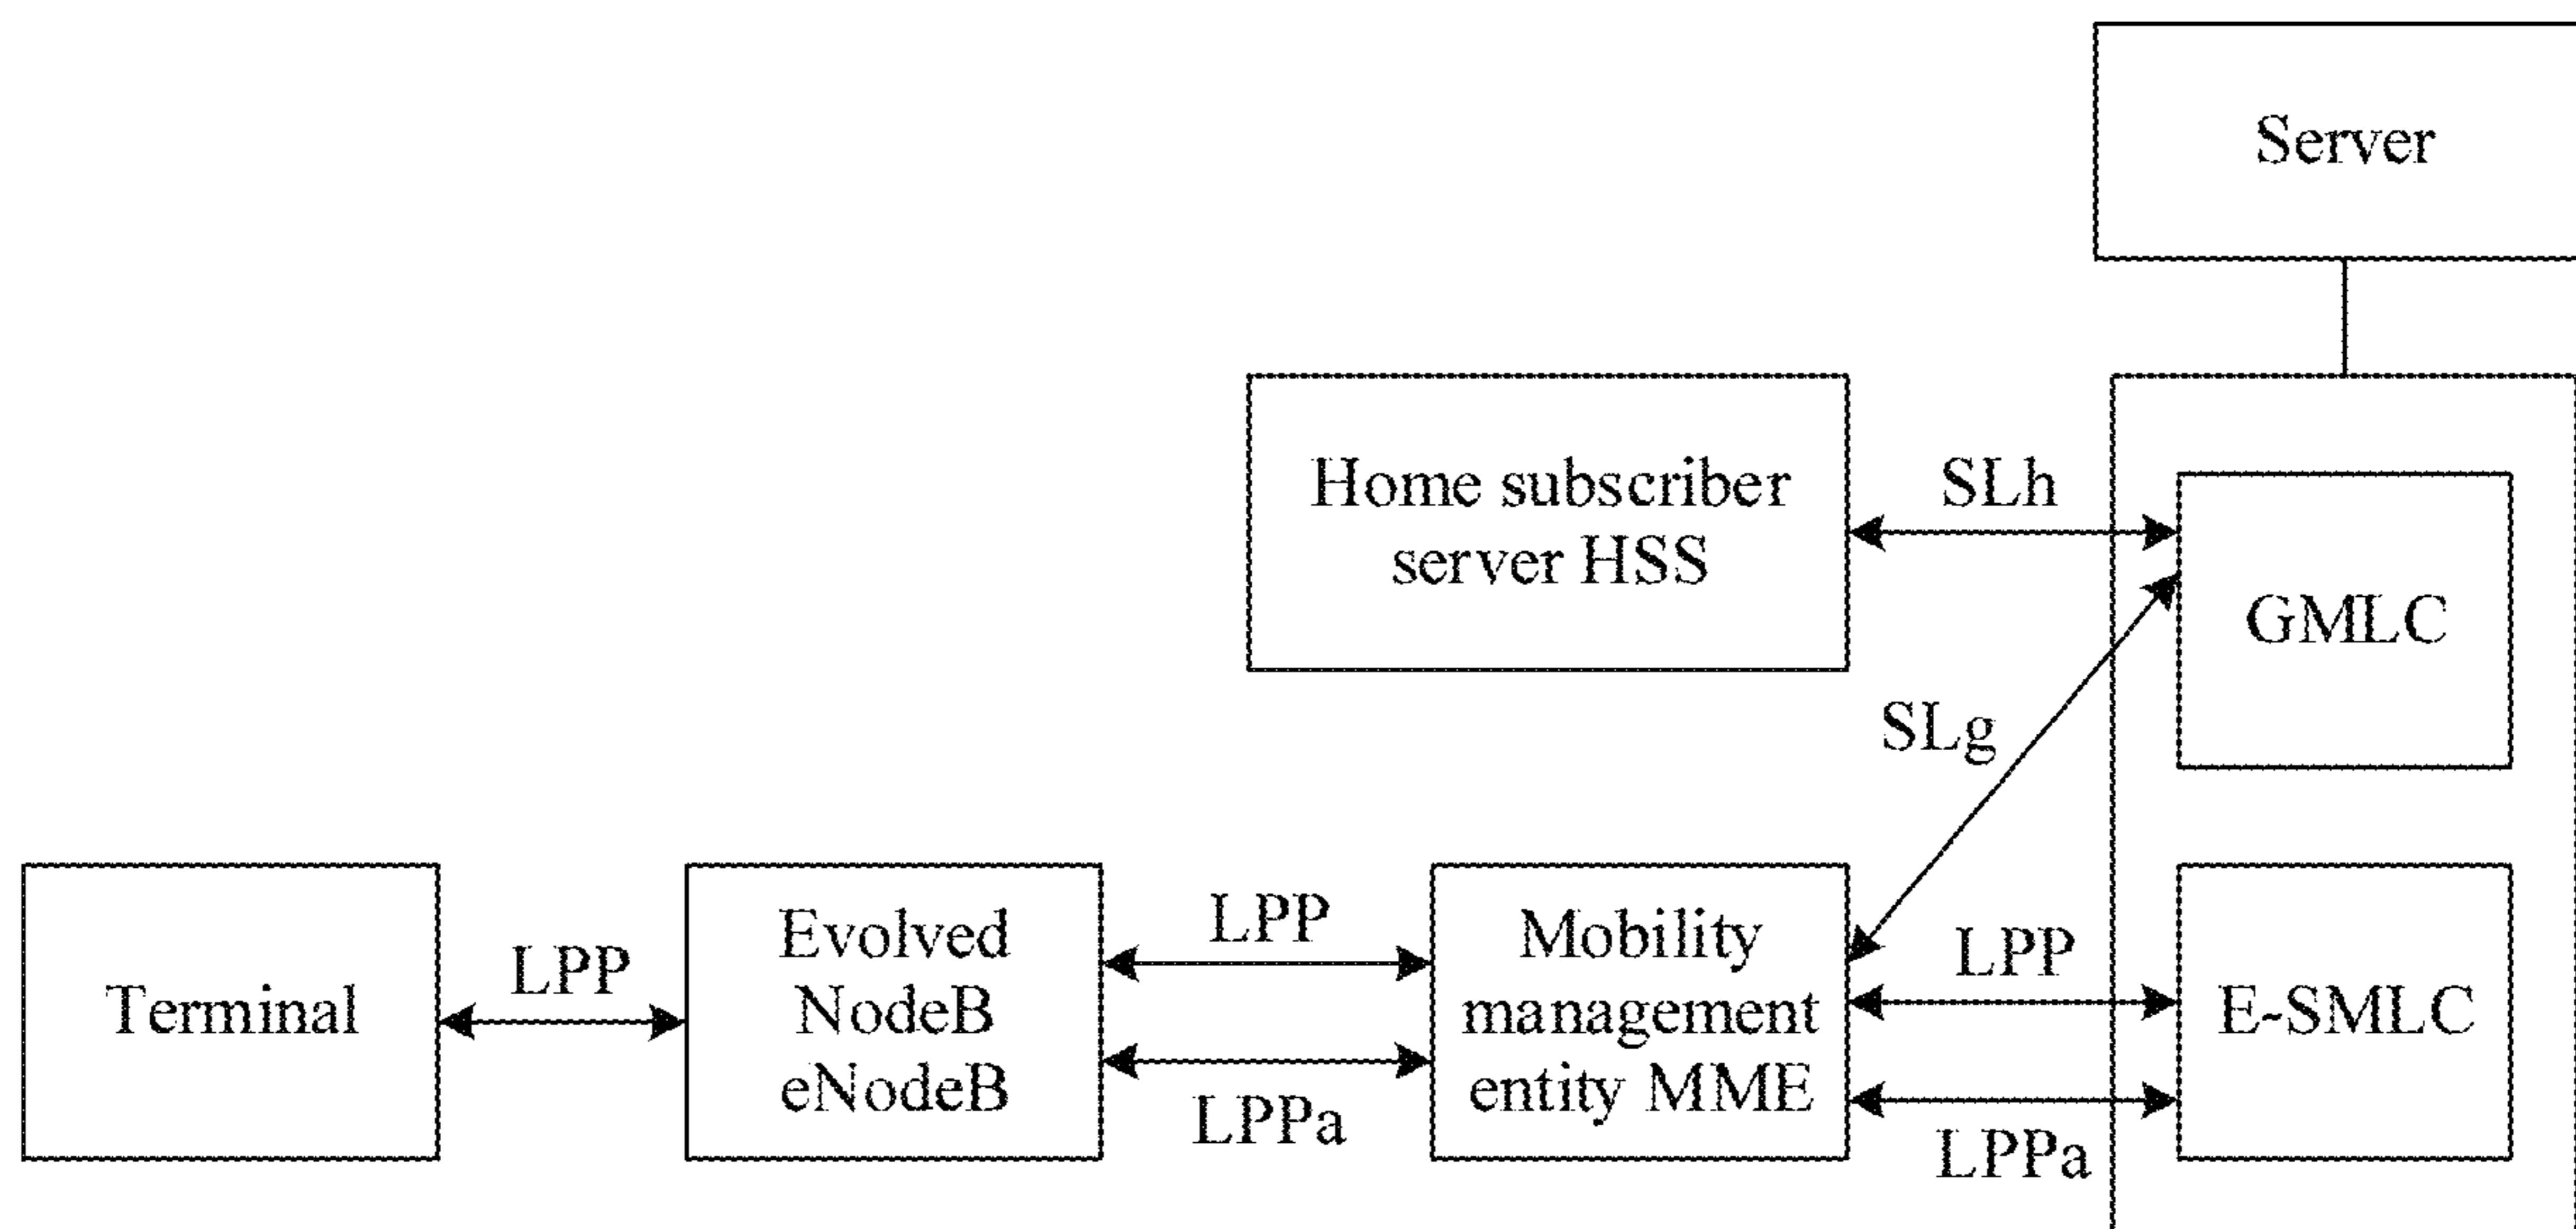 Server
Home subscriber
server HSS
SLh
GMLC
SLg
Terminal
LPP
Evolved
NodeB
eNodeB
LPP
LPPa
Mobility
management
entity MME
LPP
LPPa
E-SMLC